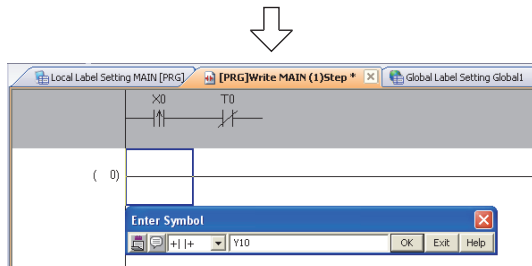 Local Label Setting MAIN [PRG] [PRG]Write MAIN (1)Step * Global Label Setting Global1
X0 T0
( 0)
Enter Symbol
Y10 OK Exit Help